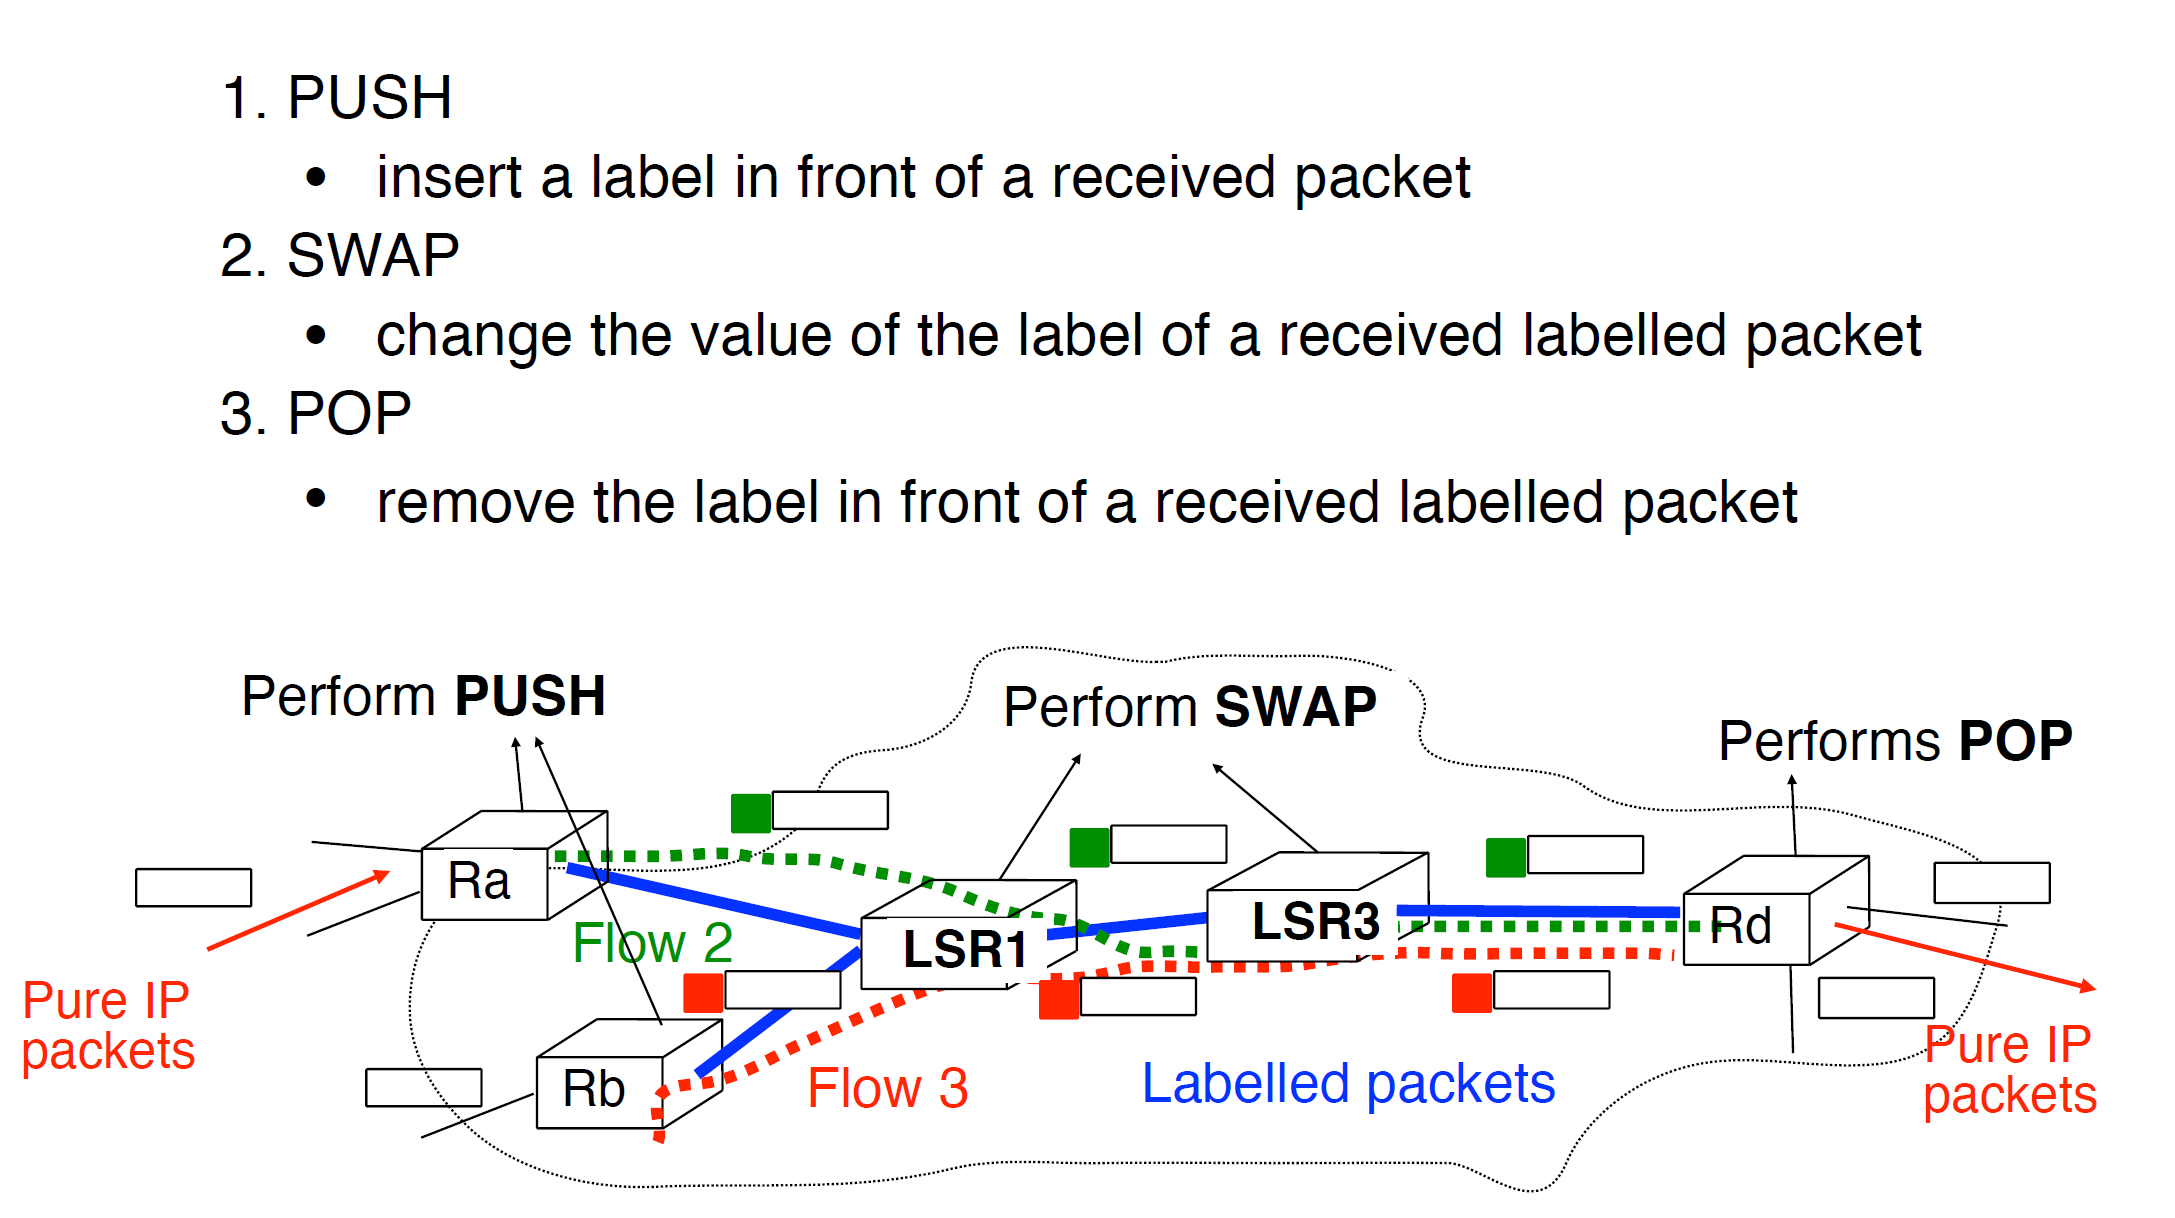 1. PUSH
• insert a label in front of a received packet
2. SWAP
• change the value of the label of a received labelled packet
3. POP
• remove the label in front of a received labelled packet
Perform PUSH
Perform SWAP
Performs POP
Ra
Flow 2
LSR1
LSR3
Rd
Pure IP
packets
Rb
Flow 3
Labelled packets
Pure IP
packets